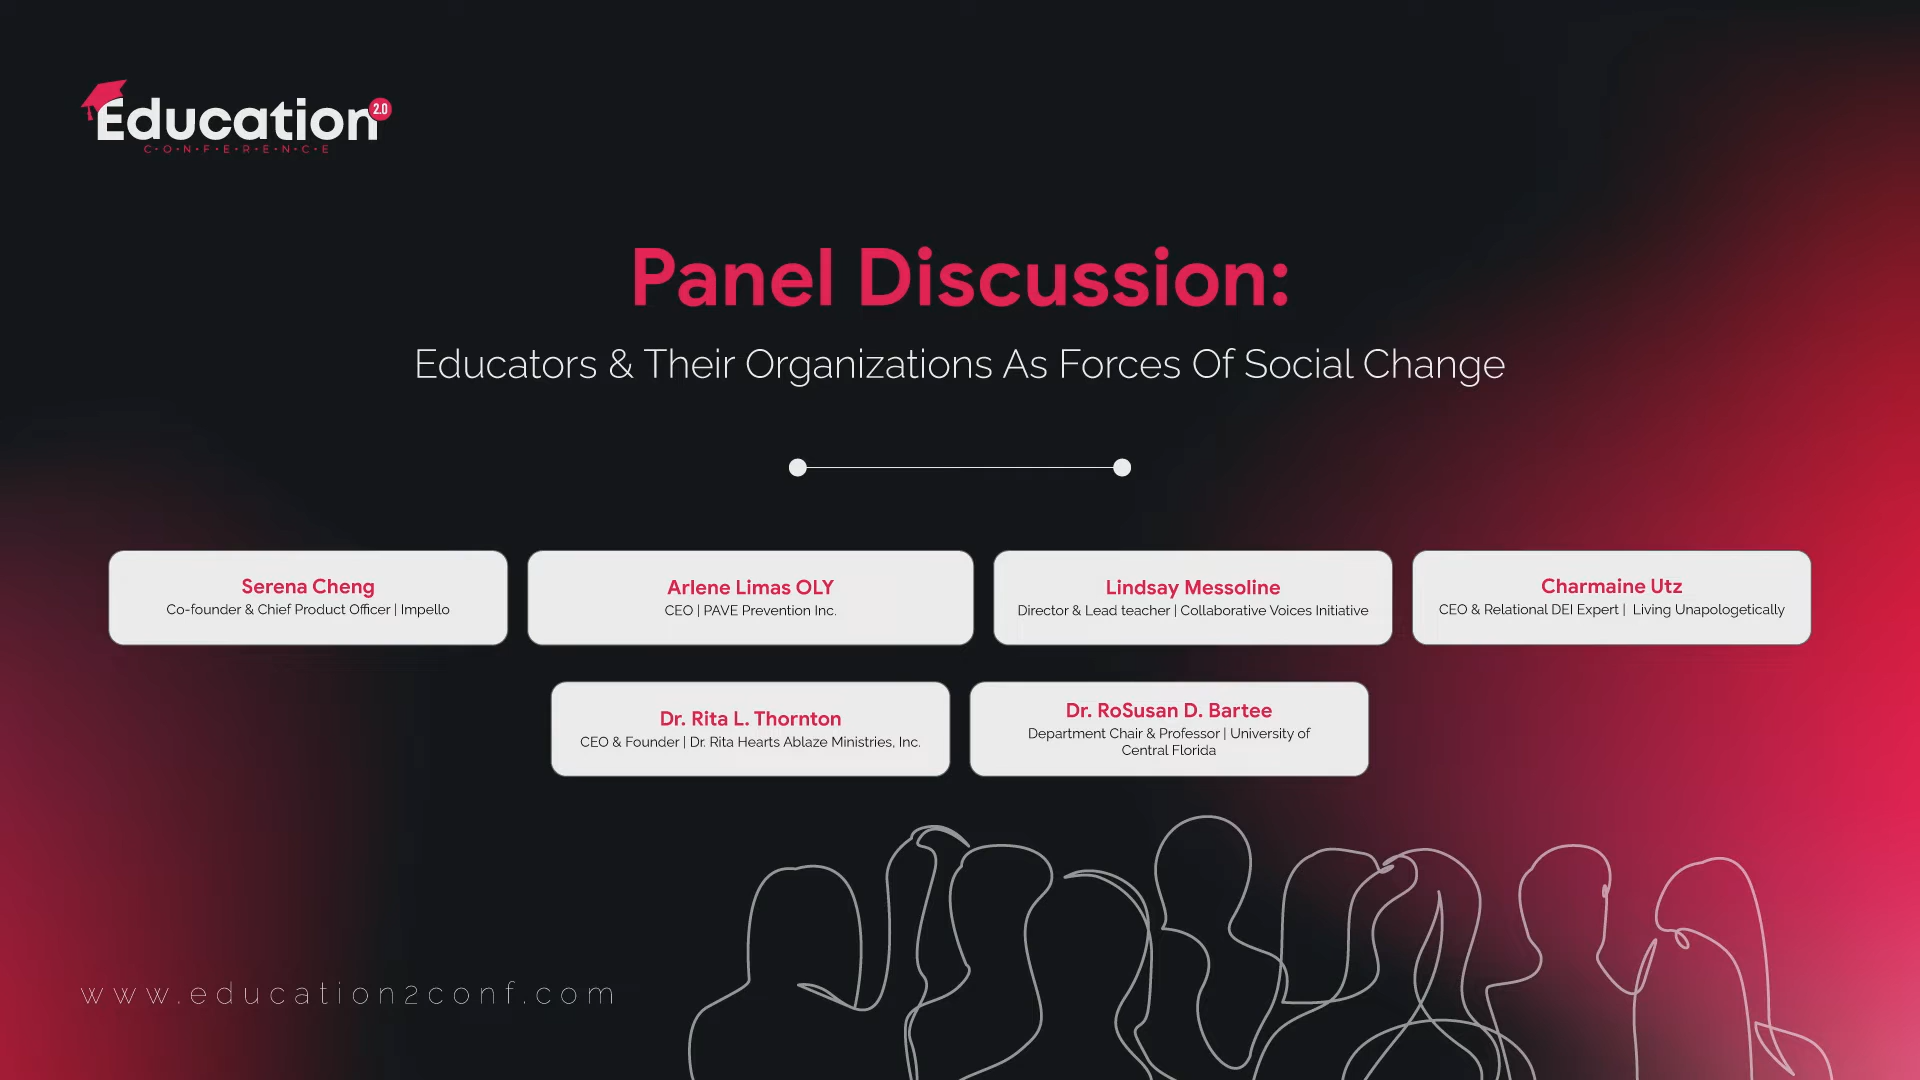 Education 2.0
C•O•N•F•E•R•E•N•C•E
Panel Discussion:
Educators & Their Organizations As Forces Of Social Change
Serena Cheng
Co-founder & Chief Product Officer | Impello
Arlene Limas OLY
CEO | PAVE Prevention Inc.
Lindsay Messoline
Director & Lead teacher | Collaborative Voices Initiative
Charmaine Utz
CEO & Relational DEI Expert | Living Unapologetically
Dr. Rita L. Thornton
CEO & Founder | Dr. Rita Hearts Ablaze Ministries, Inc.
Dr. RoSusan D. Bartee
Department Chair & Professor | University of
Central Florida
www.education2conf.com